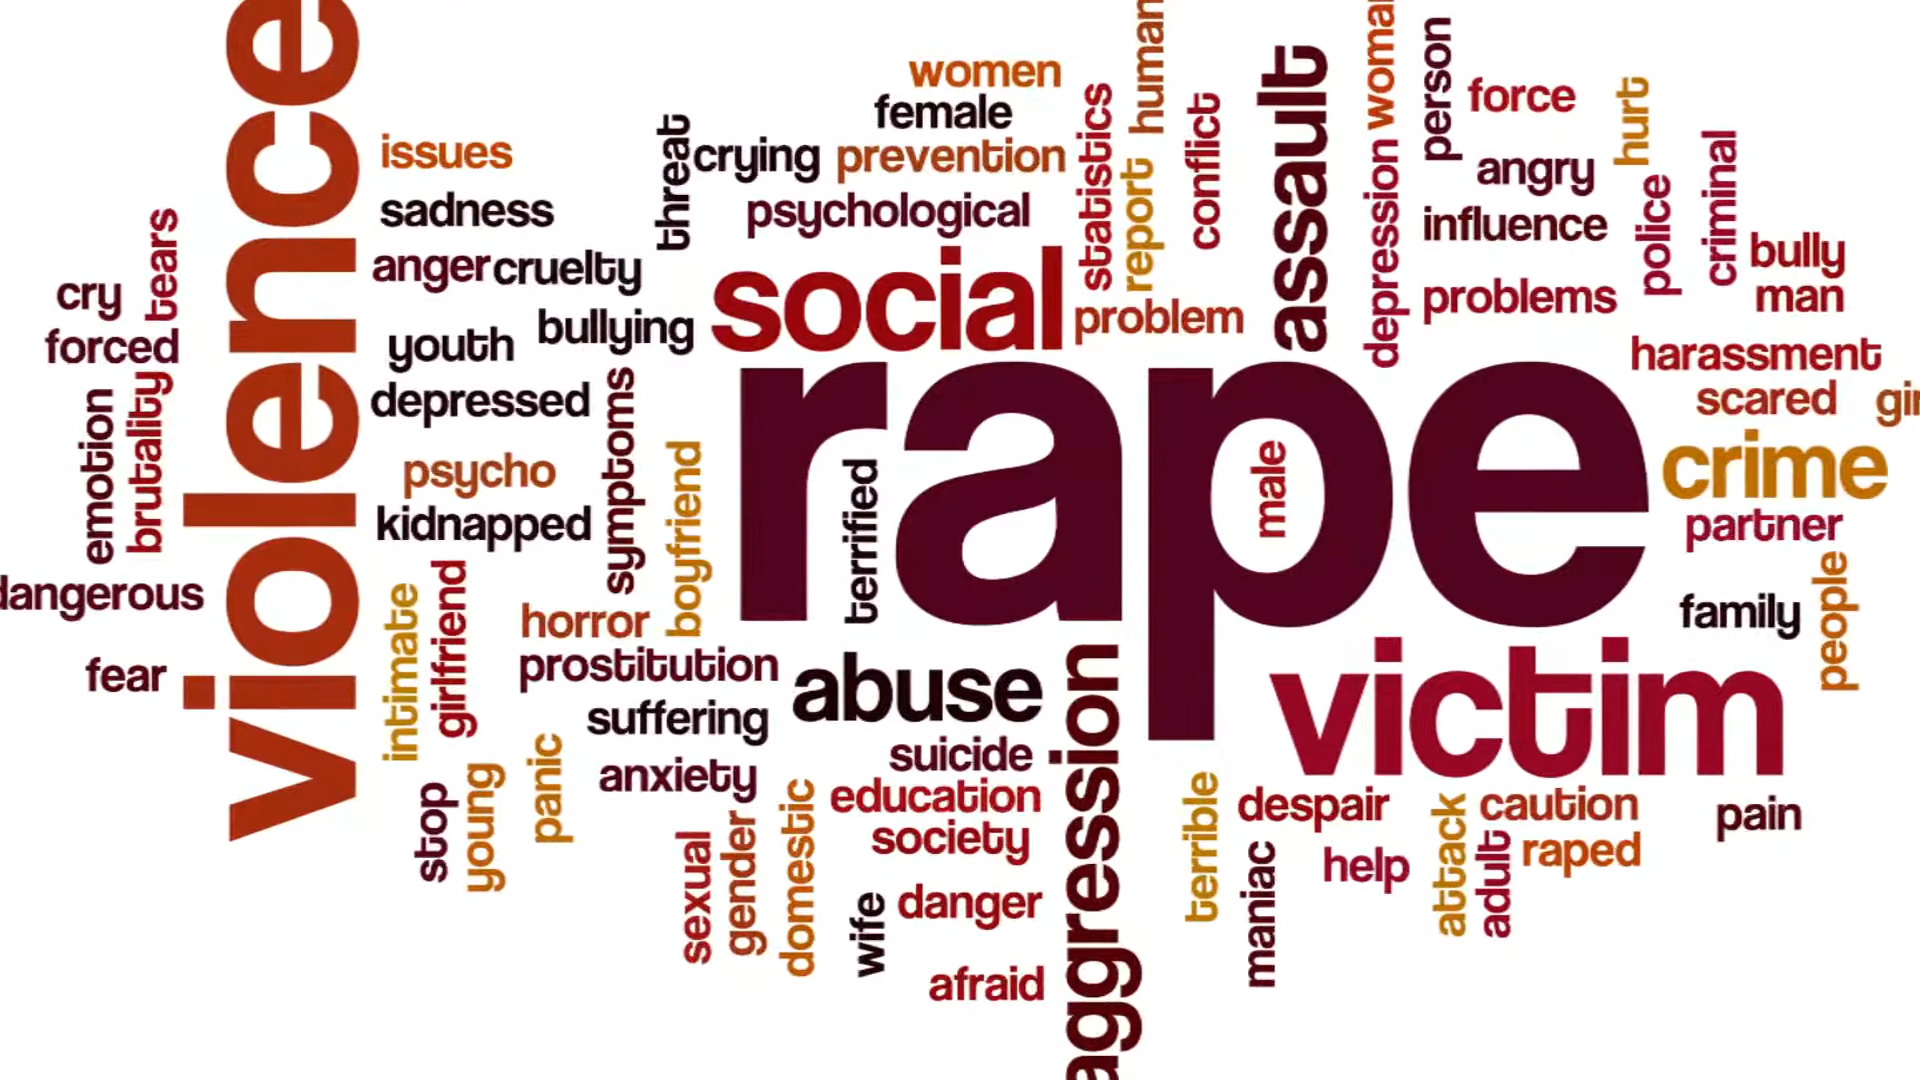 violence
issues
sadness
anger
cruelty
tears
cry
forced
youth
bullying
depressed
emotion
brutality
psycho
kidnapped
symptoms
boyfriend
dangerous
fear
intimate
girlfriend
horror
prostitution
suffering
anxiety
stop
young
panic
threat
crying
women
female
prevention
psychological
social
statistics
report
human
conflict
problem
assault
depression
person
force
hurt
angry
influence
problems
police
criminal
bully
man
harassment
scared
rape
terrified
male
crime
partner
family
people
victim
abuse
suicide
education
society
aggression
sexual
gender
domestic
wife
danger
afraid
terrible
maniac
despair
help
attack
adult
caution
raped
pain